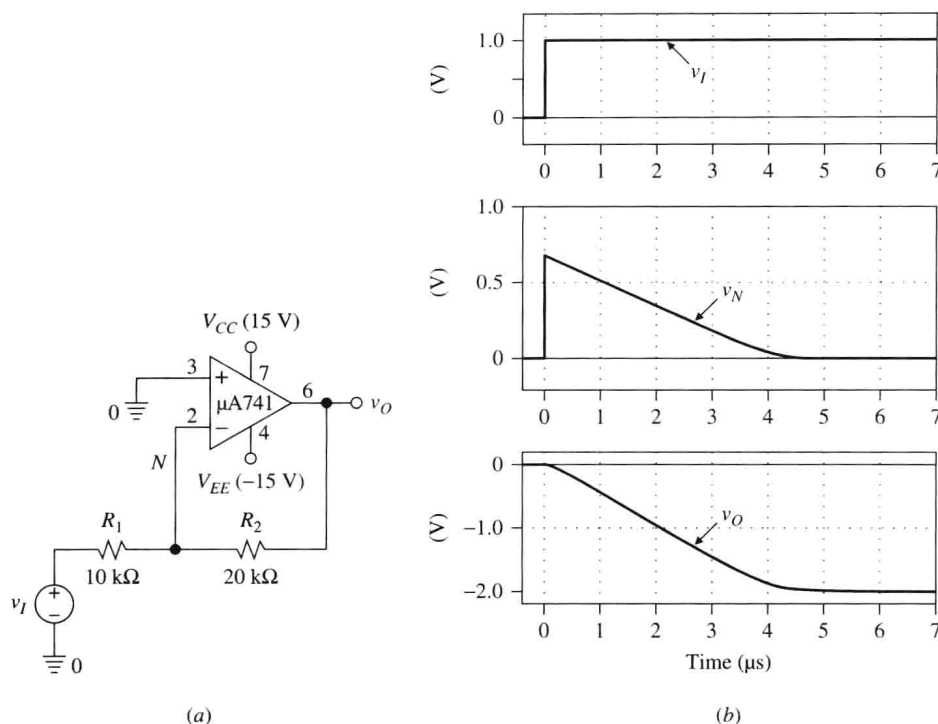 V_CC (15 V)
3
+
7
6
0
μA741
v_O
2
−
4
N
V_EE (−15 V)
R_1
R_2
10 kΩ
20 kΩ
v_I
+
−
0
(a)
1.0
(V)
v_I
0
0 1 2 3 4 5 6 7
1.0
(V)
0.5
v_N
0
0 1 2 3 4 5 6 7
0
(V)
−1.0
v_O
−2.0
0 1 2 3 4 5 6 7
Time (μs)
(b)